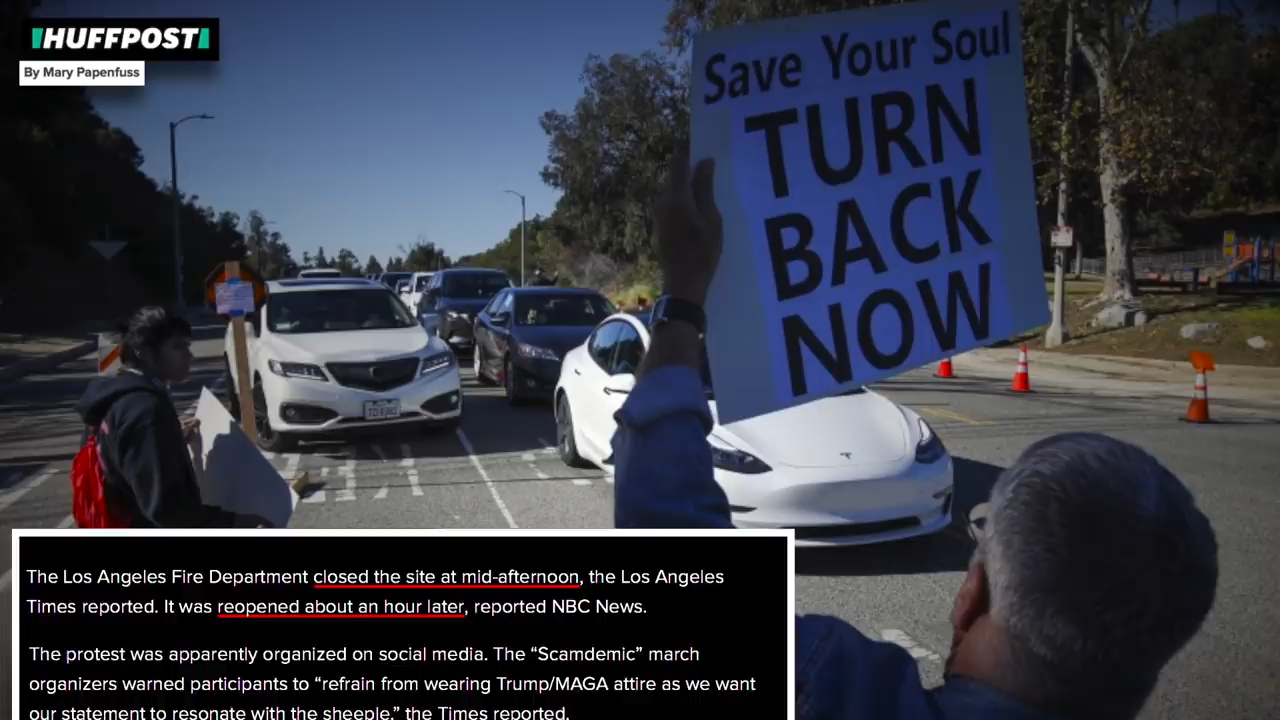 HUFFPOST
By Mary Papenfuss
Save Your Soul
TURN
BACK
NOW
The Los Angeles Fire Department closed the site at mid-afternoon, the Los Angeles
Times reported. It was reopened about an hour later, reported NBC News.
The protest was apparently organized on social media. The “Scamdemic” march
organizers warned participants to “refrain from wearing Trump/MAGA attire as we want
our statement to resonate with the sheeple,” the Times reported.